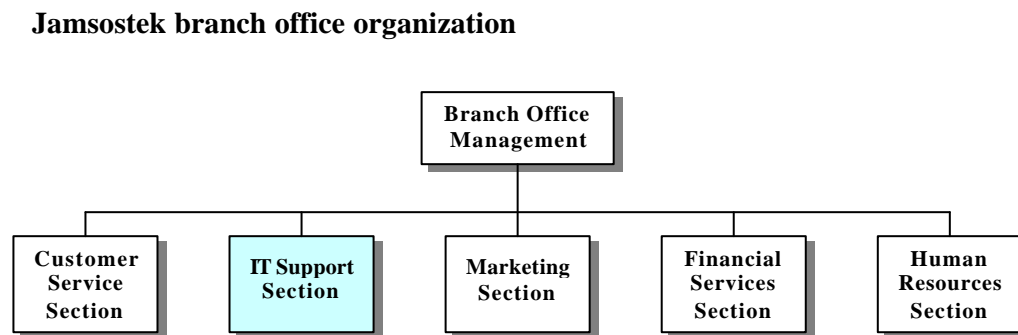 Jamsostek branch office organization
Branch Office
Management
Customer
Service
Section
IT Support
Section
Marketing
Section
Financial
Services
Section
Human
Resources
Section